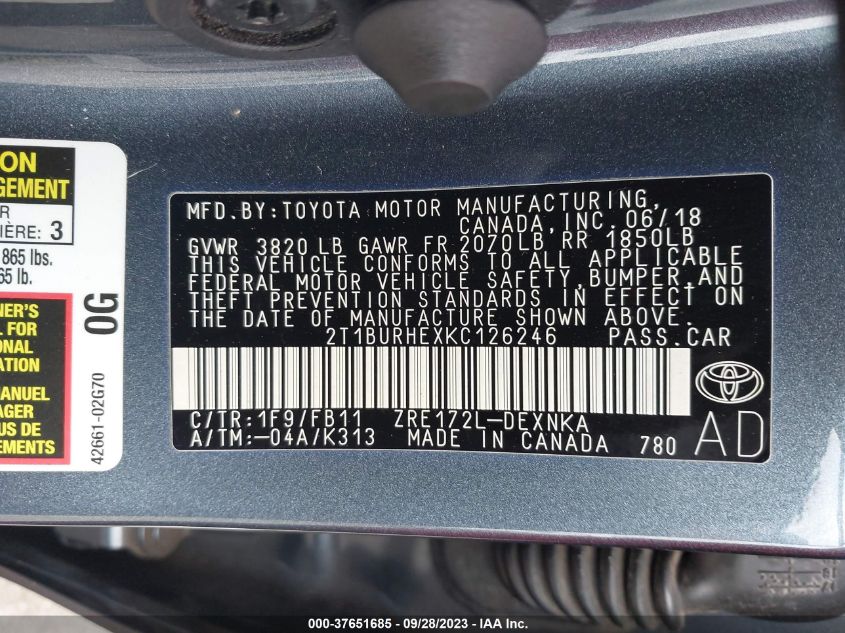 ON
GEMENT
R
IÈRE: 3
865 lbs.
65 lb.
NER'S
L FOR
ONAL
ATION
ANUEL
AGER
US DE
EMENTS
0G
42661-02G70
MFD. BY: TOYOTA MOTOR MANUFACTURING,
CANADA, INC. 06/18
GVWR 3820 LB GAWR FR 2070LB RR 1850LB
THIS VEHICLE CONFORMS TO ALL APPLICABLE
FEDERAL MOTOR VEHICLE SAFETY, BUMPER, AND
THEFT PREVENTION STANDARDS IN EFFECT ON
THE DATE OF MANUFACTURE SHOWN ABOVE.
2T1BURHEXKC126246 PASS. CAR
C/TR: 1F9/FB11 ZRE172L-DEXNKA
A/TM: -04A/K313 MADE IN CANADA 780
AD
000-37651685 - 09/28/2023 - IAA Inc.